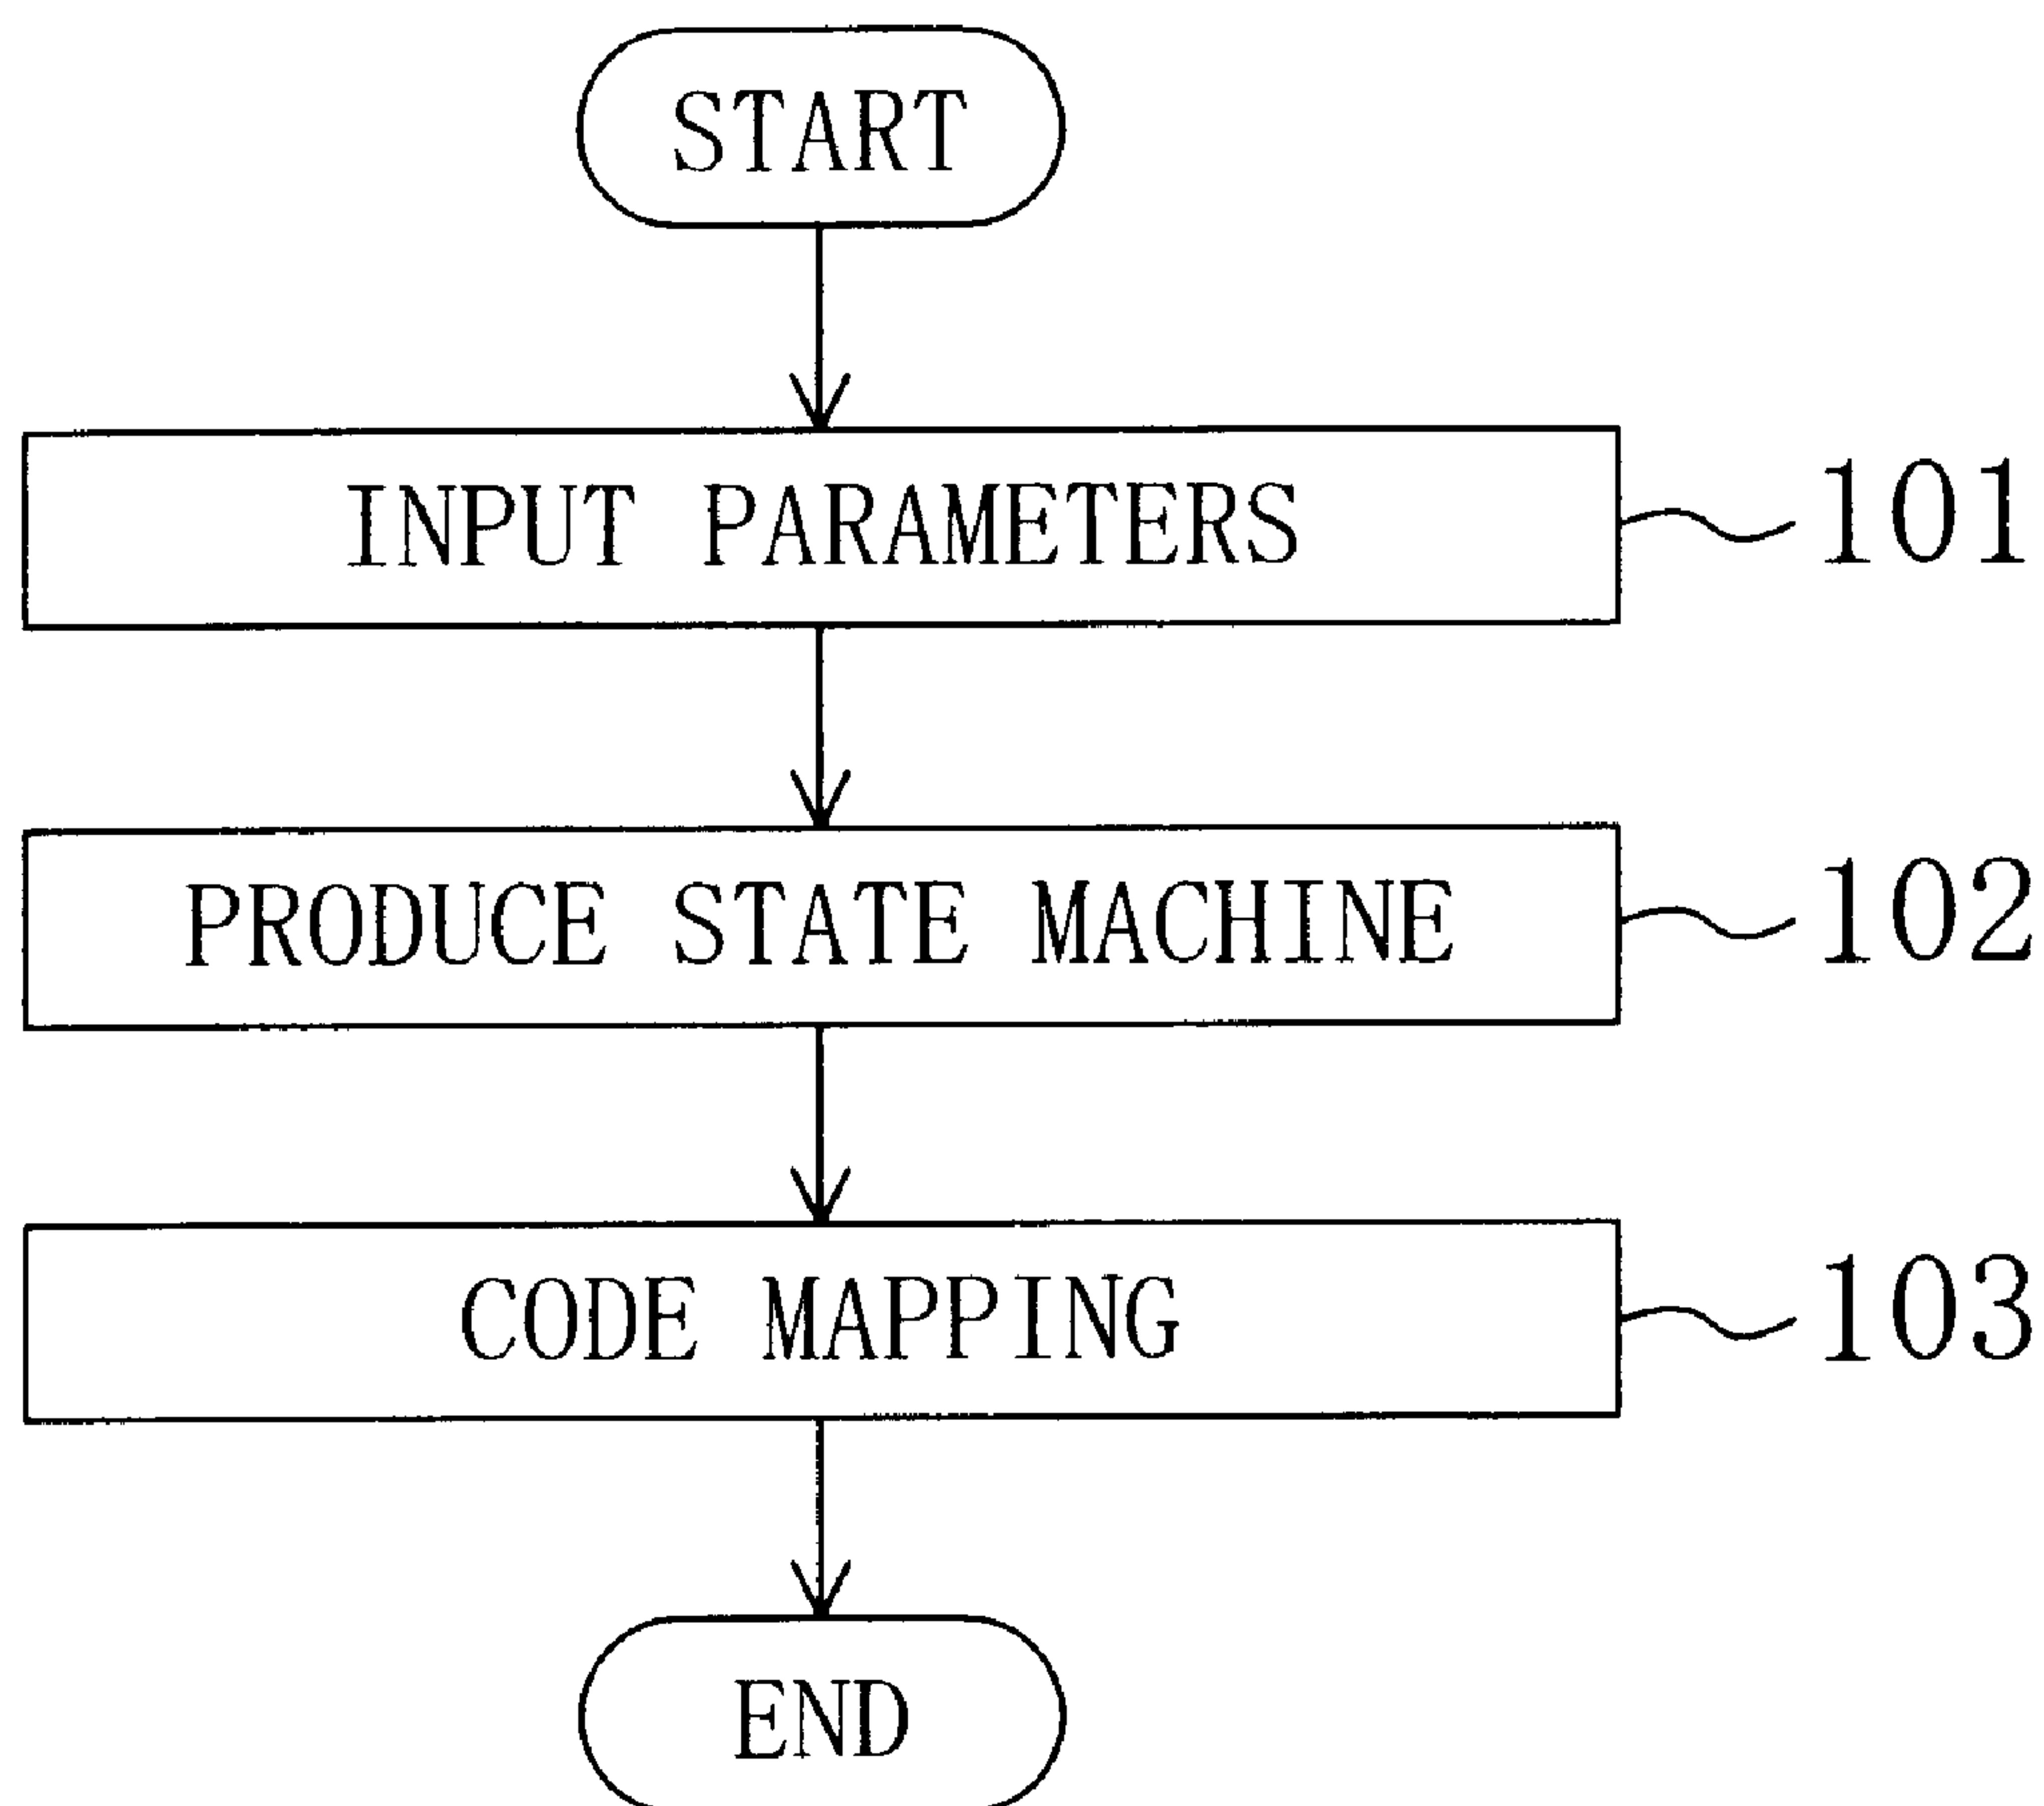 START
INPUT PARAMETERS
101
PRODUCE STATE MACHINE
102
CODE MAPPING
103
END